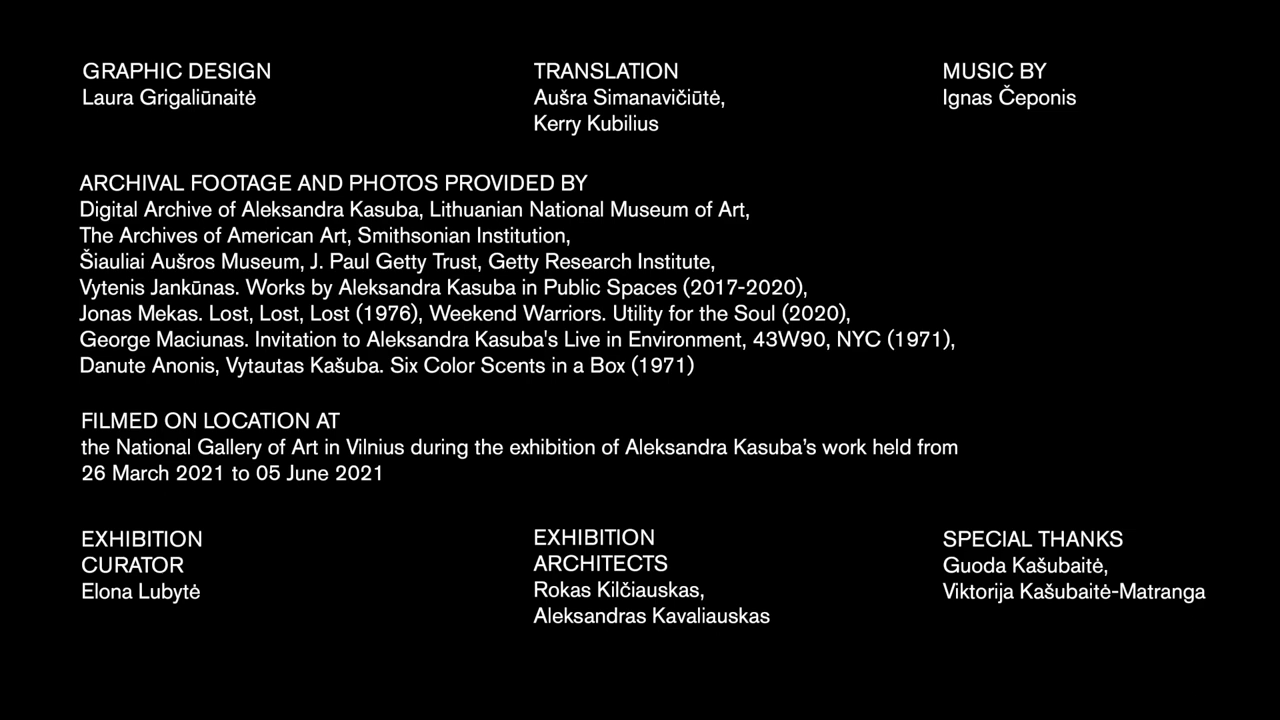 GRAPHIC DESIGN
Laura Grigaliūnaitė
TRANSLATION
Aušra Simanavičiūtė,
Kerry Kubilius
MUSIC BY
Ignas Čeponis
ARCHIVAL FOOTAGE AND PHOTOS PROVIDED BY
Digital Archive of Aleksandra Kasuba, Lithuanian National Museum of Art,
The Archives of American Art, Smithsonian Institution,
Šiauliai Aušros Museum, J. Paul Getty Trust, Getty Research Institute,
Vytenis Jankūnas. Works by Aleksandra Kasuba in Public Spaces (2017-2020),
Jonas Mekas. Lost, Lost, Lost (1976), Weekend Warriors. Utility for the Soul (2020),
George Maciunas. Invitation to Aleksandra Kasuba's Live in Environment, 43W90, NYC (1971),
Danute Anonis, Vytautas Kašuba. Six Color Scents in a Box (1971)
FILMED ON LOCATION AT
the National Gallery of Art in Vilnius during the exhibition of Aleksandra Kasuba’s work held from
26 March 2021 to 05 June 2021
EXHIBITION
CURATOR
Elona Lubytė
EXHIBITION
ARCHITECTS
Rokas Kilčiauskas,
Aleksandras Kavaliauskas
SPECIAL THANKS
Guoda Kašubaitė,
Viktorija Kašubaitė-Matranga